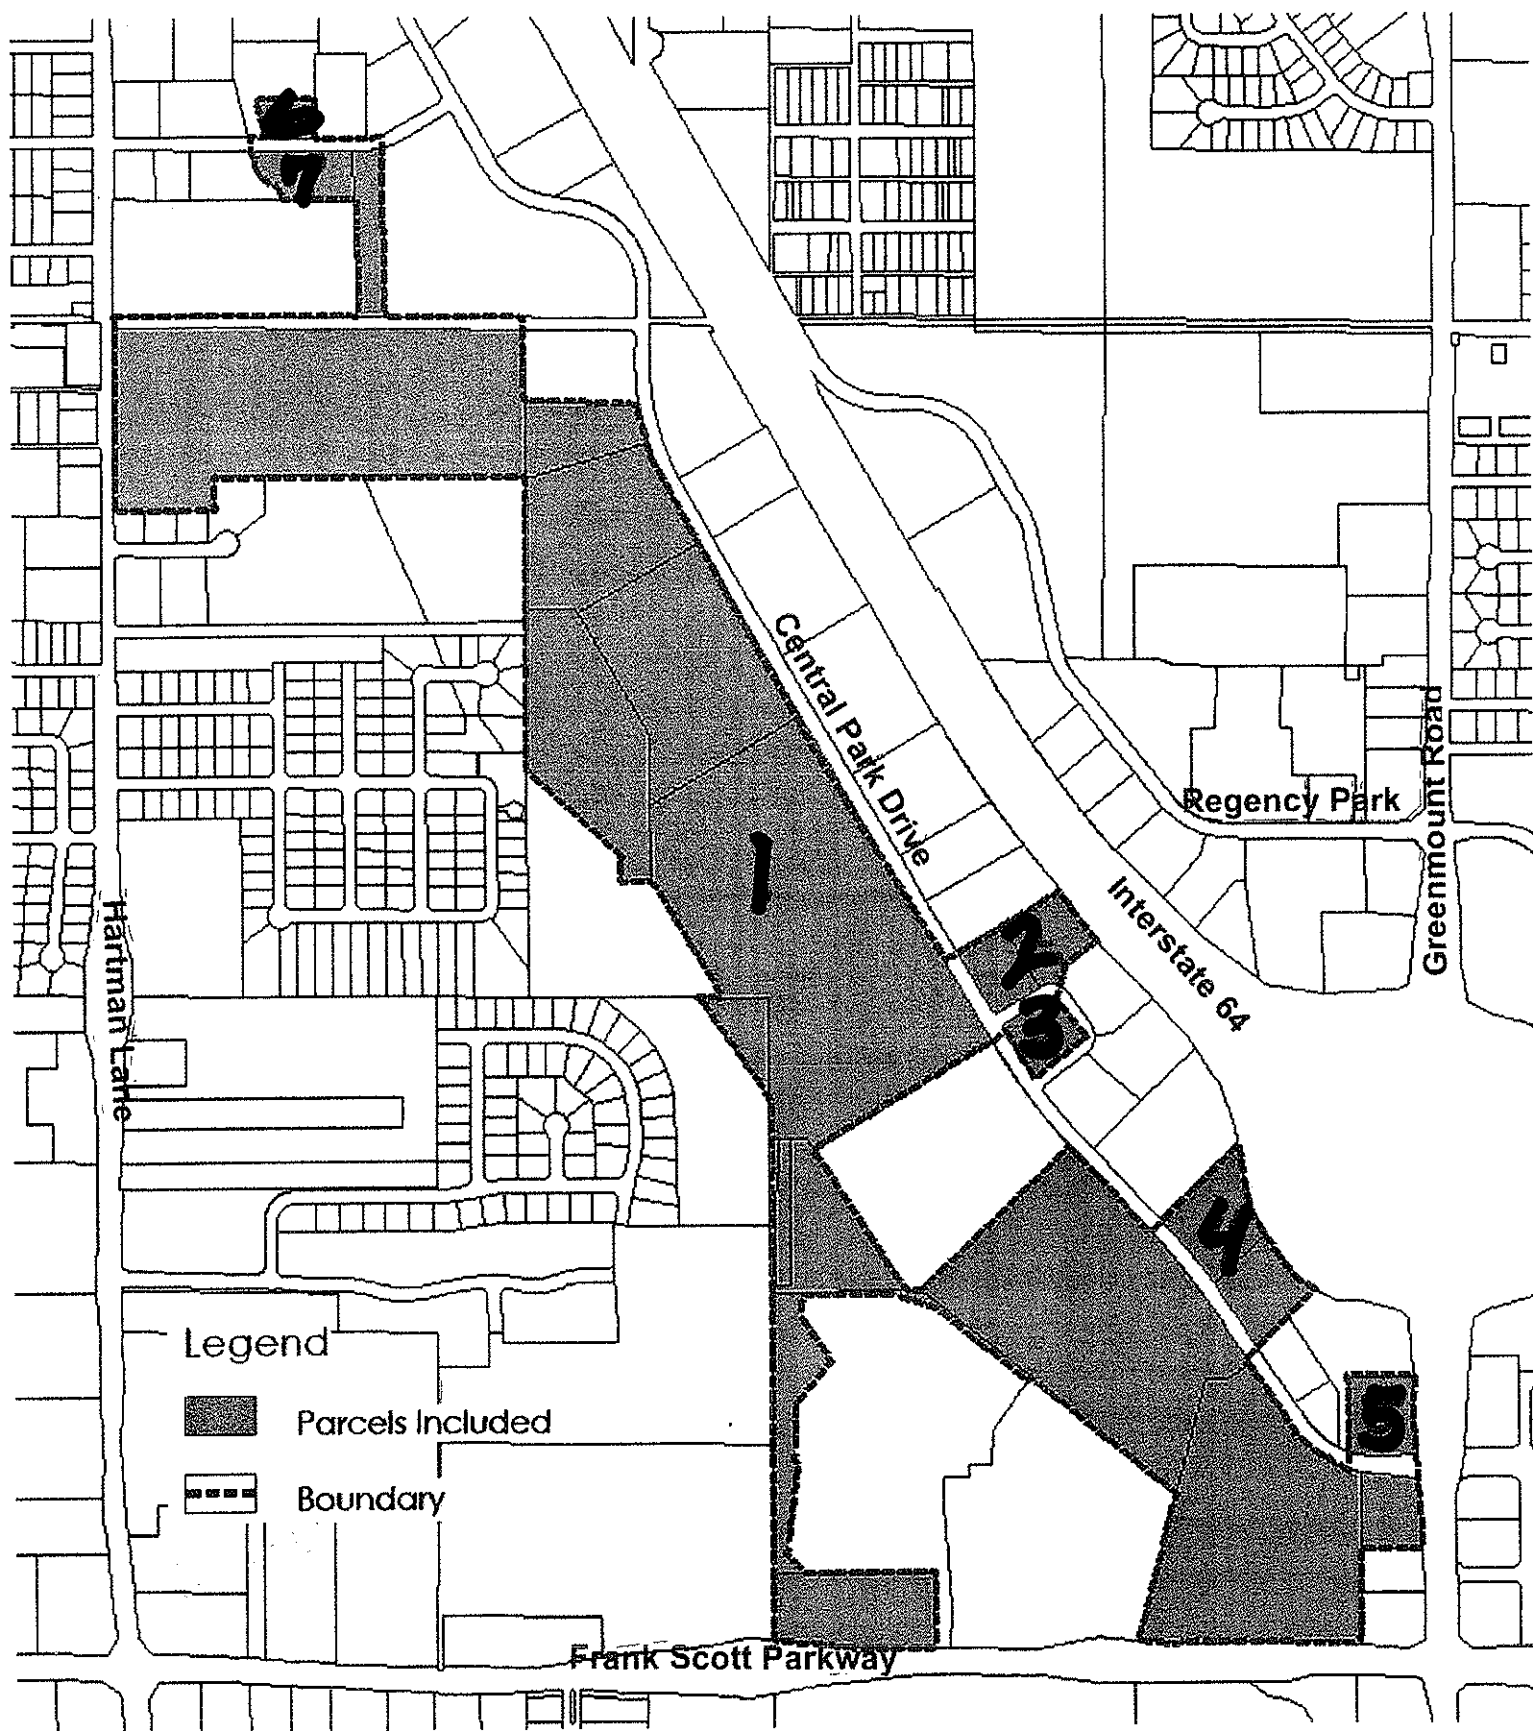 7
Central Park Drive
Regency Park
Greenmount Road
1
2
Interstate 64
3
Hartman Lane
4
Legend
Parcels Included
5
Boundary
Frank Scott Parkway